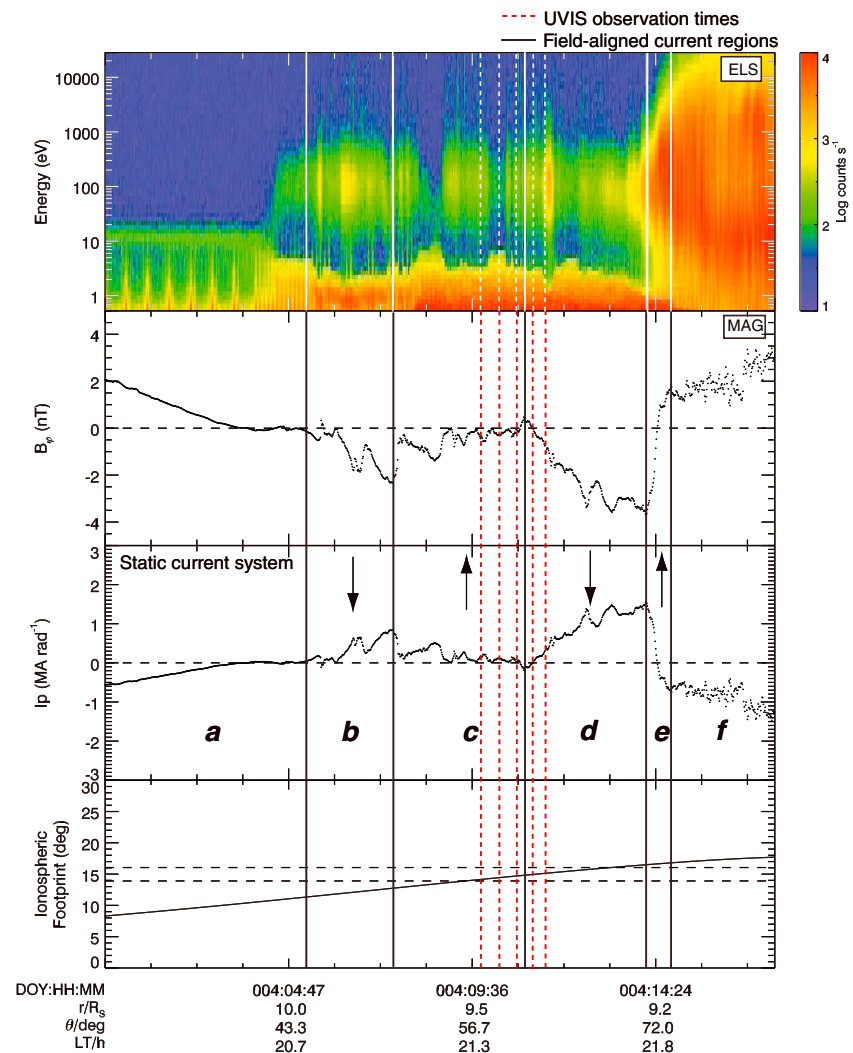 UVIS observation times
Field-aligned current regions
ELS
10000
1000
100
10
1
Energy (eV)
4
3
2
1
Log counts s⁻¹
MAG
4
2
0
-2
-4
Bφ (nT)
Static current system
3
2
1
0
-1
-2
-3
Ip (MA rad⁻¹)
a b c d e f
30
25
20
15
10
5
0
Ionospheric
Footprint (deg)
DOY:HH:MM 004:04:47 004:09:36 004:14:24
r/Rs 10.0 9.5 9.2
θ/deg 43.3 56.7 72.0
LT/h 20.7 21.3 21.8